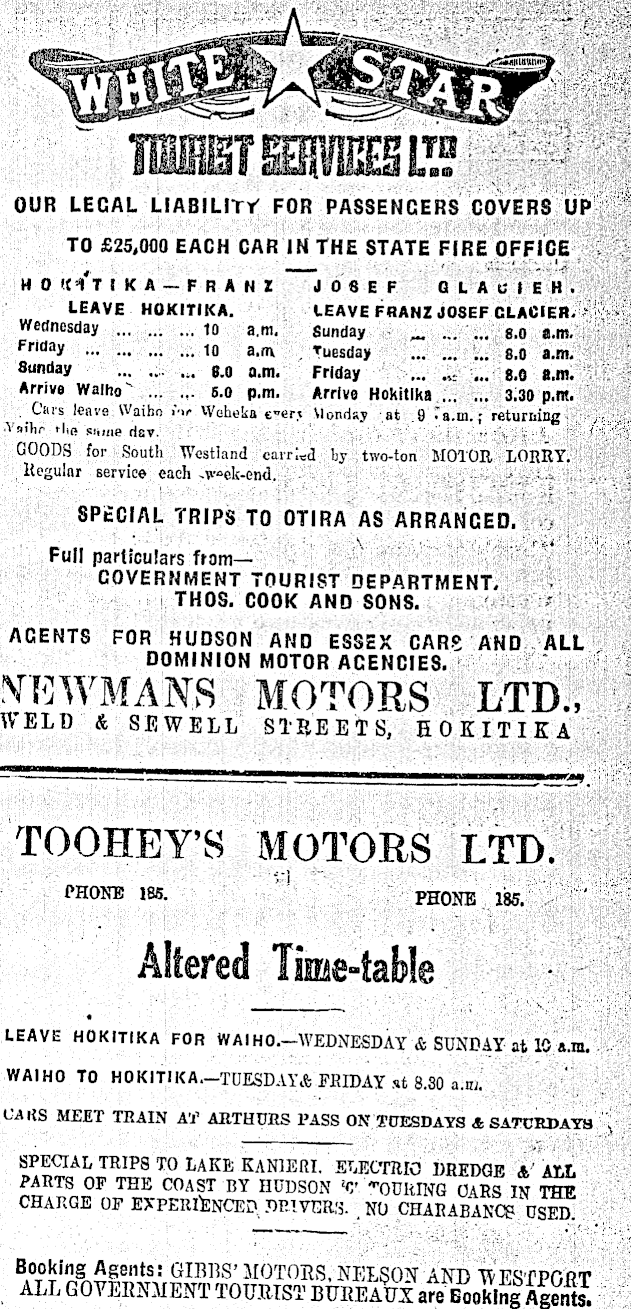 WHITE STAR
TOURIST SERVICES LTD
OUR LEGAL LIABILITY FOR PASSENGERS COVERS UP
TO £25,000 EACH CAR IN THE STATE FIRE OFFICE
HOKITIKA—FRANZ JOSEF GLACIER.
LEAVE HOKITIKA.
Wednesday ... ... ... 10 a.m.
Friday ... ... ... 10 a.m
Sunday ... ... ... 8.0 a.m.
Arrive Waiho ... ... 5.0 p.m.
LEAVE FRANZ JOSEF GLACIER.
Sunday ... ... ... 8.0 a.m.
Tuesday ... ... ... 8.0 a.m.
Friday ... ... ... 8.0 a.m.
Arrive Hokitika ... ... 3.30 p.m.
Cars leave Waiho for Weheka every Monday at 9 a.m.; returning
Waiho the same day.
GOODS for South Westland carried by two-ton MOTOR LORRY.
Regular service each week-end.
SPECIAL TRIPS TO OTIRA AS ARRANGED.
Full particulars from—
GOVERNMENT TOURIST DEPARTMENT.
THOS. COOK AND SONS.
AGENTS FOR HUDSON AND ESSEX CARS AND ALL
DOMINION MOTOR AGENCIES.
NEWMANS MOTORS LTD.,
WELD & SEWELL STREETS, HOKITIKA
TOOHEY'S MOTORS LTD.
PHONE 185. PHONE 185.
Altered Time-table
LEAVE HOKITIKA FOR WAIHO.—WEDNESDAY & SUNDAY at 10 a.m.
WAIHO TO HOKITIKA.—TUESDAY & FRIDAY at 8.30 a.m.
CARS MEET TRAIN AT ARTHURS PASS ON TUESDAYS & SATURDAYS
SPECIAL TRIPS TO LAKE KANIERI. ELECTRIC DREDGE & ALL
PARTS OF THE COAST BY HUDSON 'C' TOURING CARS IN THE
CHARGE OF EXPERIENCED DRIVERS. NO CHARABANCS USED.
Booking Agents: GIBBS' MOTORS, NELSON AND WESTPORT
ALL GOVERNMENT TOURIST BUREAUX are Booking Agents.